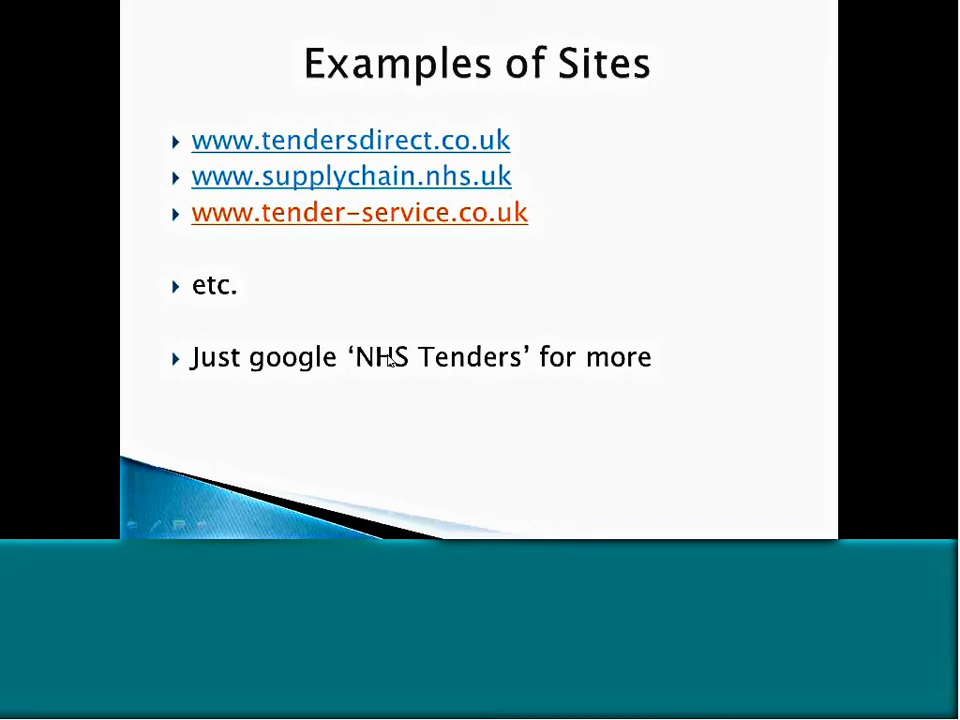 Examples of Sites
www.tendersdirect.co.uk
www.supplychain.nhs.uk
www.tender-service.co.uk
etc.
Just google ‘NHS Tenders’ for more